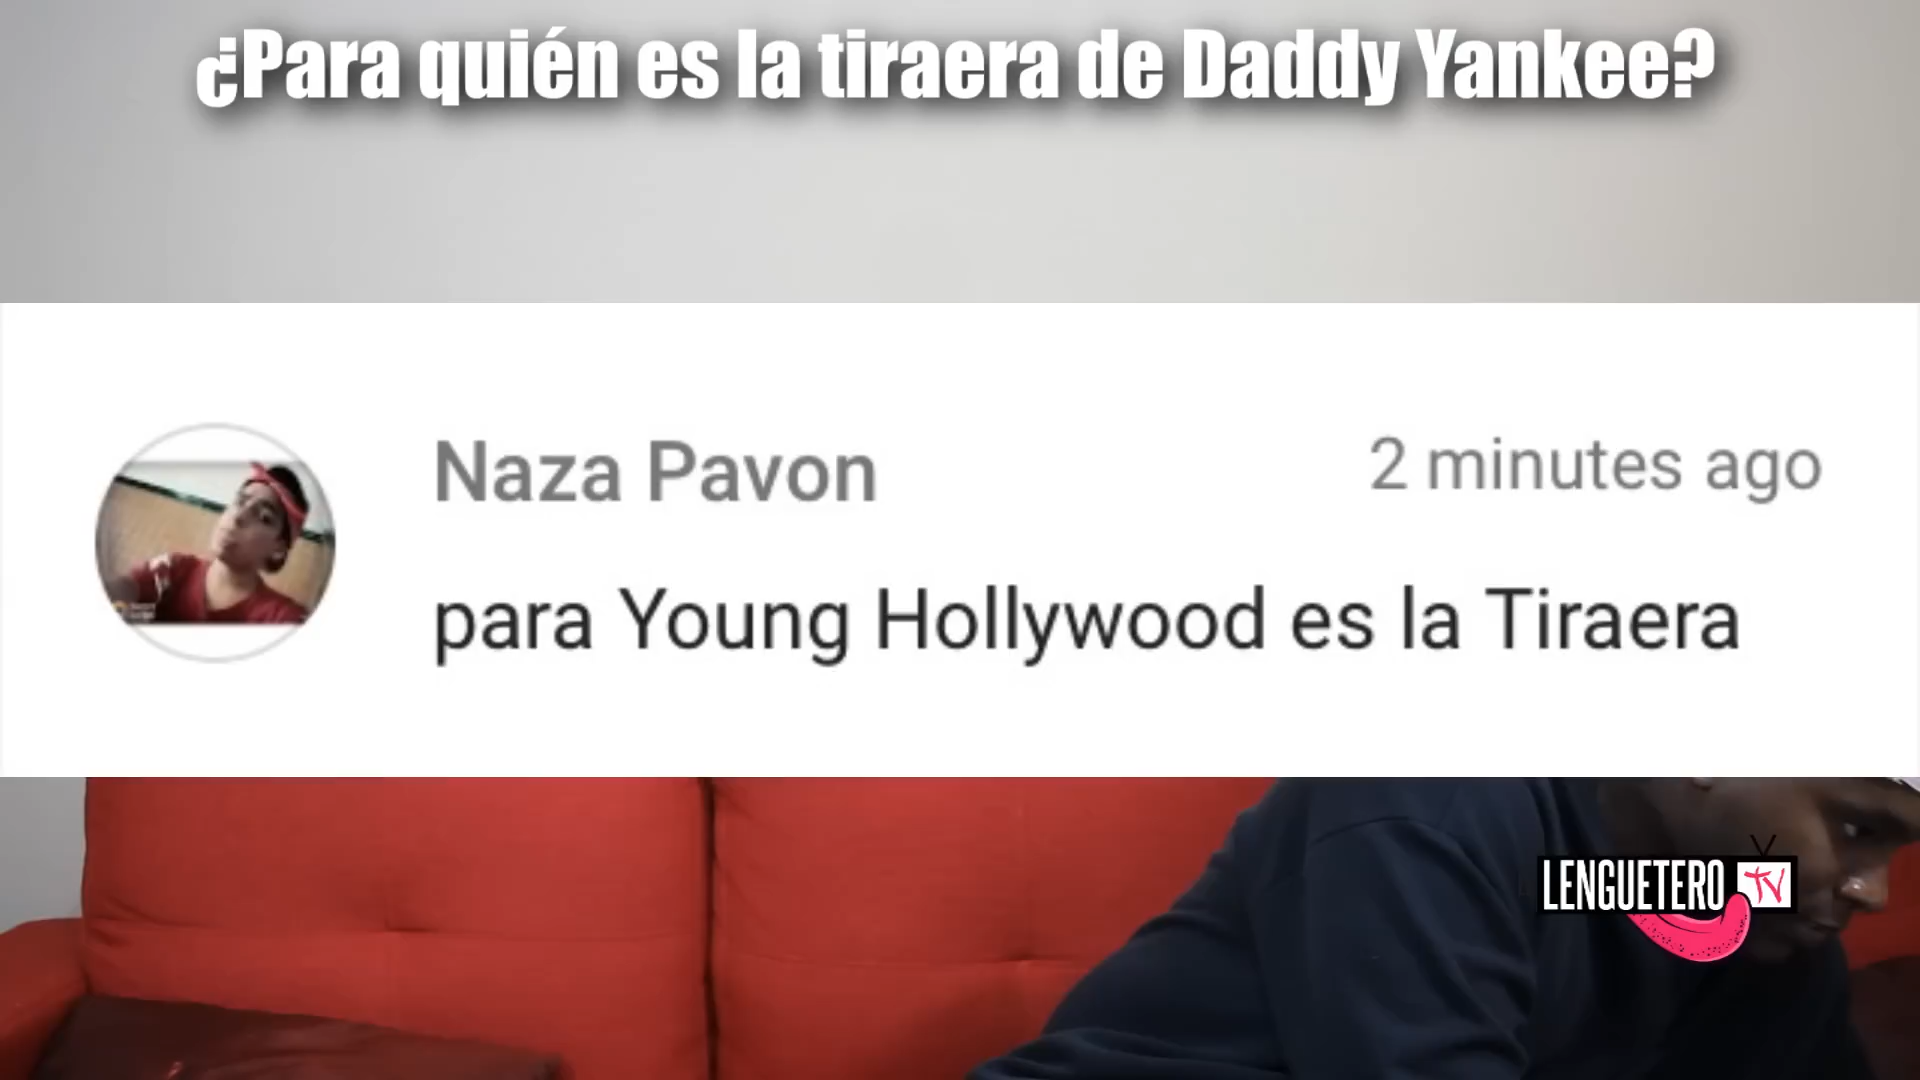 ¿Para quién es la tiraera de Daddy Yankee?
Naza Pavon
2 minutes ago
para Young Hollywood es la Tiraera
LENGUETERO TV